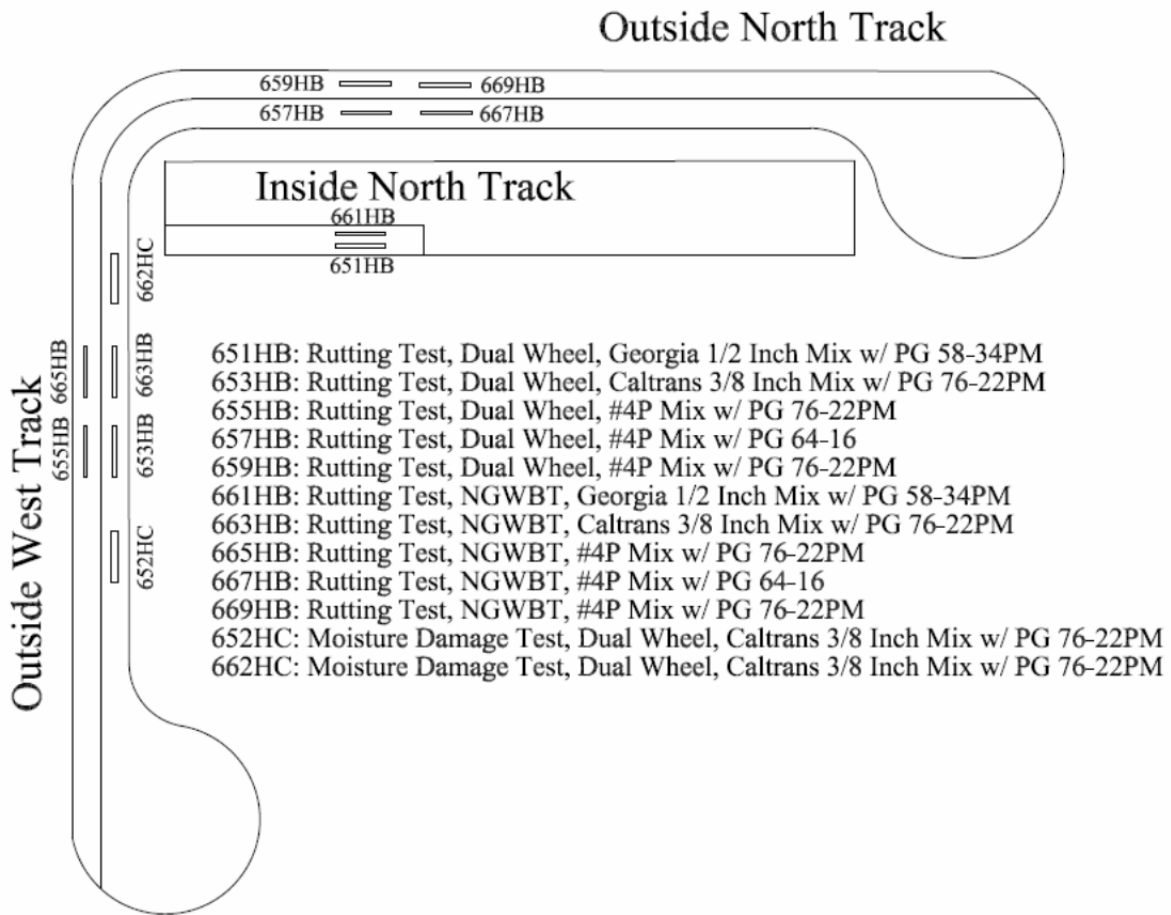 Outside North Track
659HB
669HB
657HB
667HB
Inside North Track
661HB
651HB
662HC
665HB
663HB
655HB
653HB
652HC
Outside West Track
651HB: Rutting Test, Dual Wheel, Georgia 1/2 Inch Mix w/ PG 58-34PM
653HB: Rutting Test, Dual Wheel, Caltrans 3/8 Inch Mix w/ PG 76-22PM
655HB: Rutting Test, Dual Wheel, #4P Mix w/ PG 76-22PM
657HB: Rutting Test, Dual Wheel, #4P Mix w/ PG 64-16
659HB: Rutting Test, Dual Wheel, #4P Mix w/ PG 76-22PM
661HB: Rutting Test, NGWBT, Georgia 1/2 Inch Mix w/ PG 58-34PM
663HB: Rutting Test, NGWBT, Caltrans 3/8 Inch Mix w/ PG 76-22PM
665HB: Rutting Test, NGWBT, #4P Mix w/ PG 76-22PM
667HB: Rutting Test, NGWBT, #4P Mix w/ PG 64-16
669HB: Rutting Test, NGWBT, #4P Mix w/ PG 76-22PM
652HC: Moisture Damage Test, Dual Wheel, Caltrans 3/8 Inch Mix w/ PG 76-22PM
662HC: Moisture Damage Test, Dual Wheel, Caltrans 3/8 Inch Mix w/ PG 76-22PM